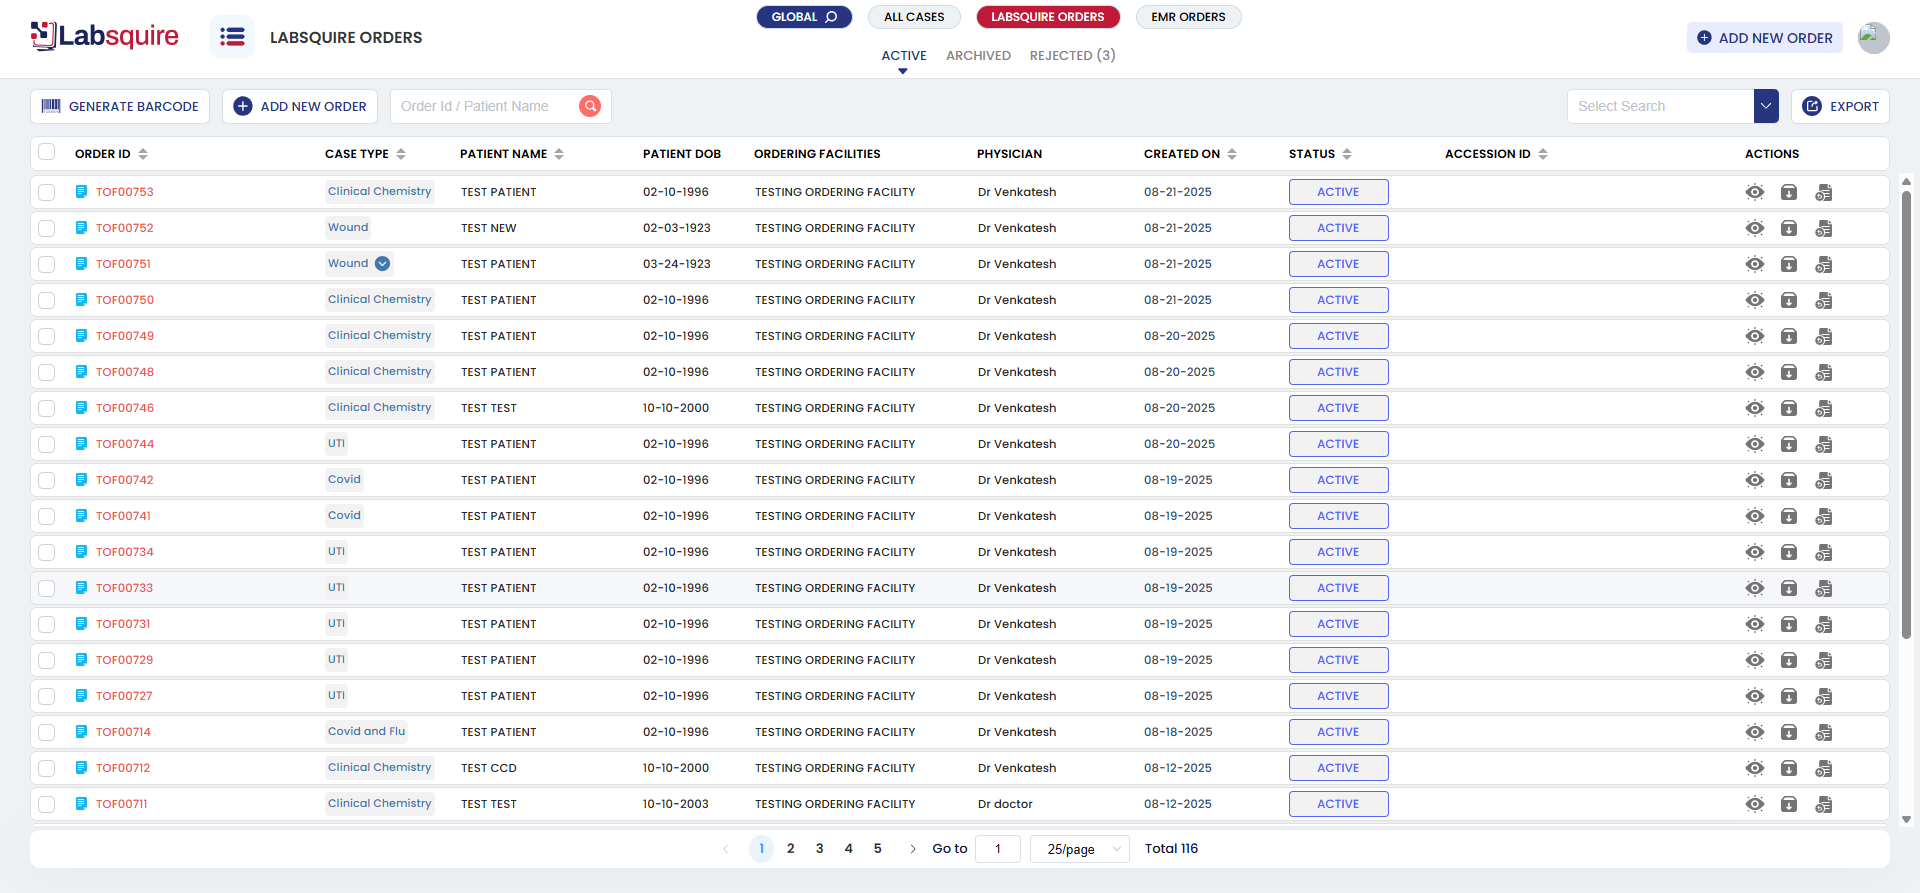 Labsquire
LABSQUIRE ORDERS
GLOBAL ALL CASES LABSQUIRE ORDERS EMR ORDERS
ACTIVE ARCHIVED REJECTED (3)
ADD NEW ORDER
GENERATE BARCODE ADD NEW ORDER Order Id / Patient Name Select Search EXPORT
ORDER ID CASE TYPE PATIENT NAME PATIENT DOB ORDERING FACILITIES PHYSICIAN CREATED ON STATUS ACCESSION ID ACTIONS
TOF00753 Clinical Chemistry TEST PATIENT 02-10-1996 TESTING ORDERING FACILITY Dr Venkatesh 08-21-2025 ACTIVE
TOF00752 Wound TEST NEW 02-03-1923 TESTING ORDERING FACILITY Dr Venkatesh 08-21-2025 ACTIVE
TOF00751 Wound TEST PATIENT 03-24-1923 TESTING ORDERING FACILITY Dr Venkatesh 08-21-2025 ACTIVE
TOF00750 Clinical Chemistry TEST PATIENT 02-10-1996 TESTING ORDERING FACILITY Dr Venkatesh 08-21-2025 ACTIVE
TOF00749 Clinical Chemistry TEST PATIENT 02-10-1996 TESTING ORDERING FACILITY Dr Venkatesh 08-20-2025 ACTIVE
TOF00748 Clinical Chemistry TEST PATIENT 02-10-1996 TESTING ORDERING FACILITY Dr Venkatesh 08-20-2025 ACTIVE
TOF00746 Clinical Chemistry TEST TEST 10-10-2000 TESTING ORDERING FACILITY Dr Venkatesh 08-20-2025 ACTIVE
TOF00744 UTI TEST PATIENT 02-10-1996 TESTING ORDERING FACILITY Dr Venkatesh 08-20-2025 ACTIVE
TOF00742 Covid TEST PATIENT 02-10-1996 TESTING ORDERING FACILITY Dr Venkatesh 08-19-2025 ACTIVE
TOF00741 Covid TEST PATIENT 02-10-1996 TESTING ORDERING FACILITY Dr Venkatesh 08-19-2025 ACTIVE
TOF00734 UTI TEST PATIENT 02-10-1996 TESTING ORDERING FACILITY Dr Venkatesh 08-19-2025 ACTIVE
TOF00733 UTI TEST PATIENT 02-10-1996 TESTING ORDERING FACILITY Dr Venkatesh 08-19-2025 ACTIVE
TOF00731 UTI TEST PATIENT 02-10-1996 TESTING ORDERING FACILITY Dr Venkatesh 08-19-2025 ACTIVE
TOF00729 UTI TEST PATIENT 02-10-1996 TESTING ORDERING FACILITY Dr Venkatesh 08-19-2025 ACTIVE
TOF00727 UTI TEST PATIENT 02-10-1996 TESTING ORDERING FACILITY Dr Venkatesh 08-19-2025 ACTIVE
TOF00714 Covid and Flu TEST PATIENT 02-10-1996 TESTING ORDERING FACILITY Dr Venkatesh 08-18-2025 ACTIVE
TOF00712 Clinical Chemistry TEST CCD 10-10-2000 TESTING ORDERING FACILITY Dr Venkatesh 08-12-2025 ACTIVE
TOF00711 Clinical Chemistry TEST TEST 10-10-2003 TESTING ORDERING FACILITY Dr doctor 08-12-2025 ACTIVE
1 2 3 4 5 Go to 1 25/page Total 116